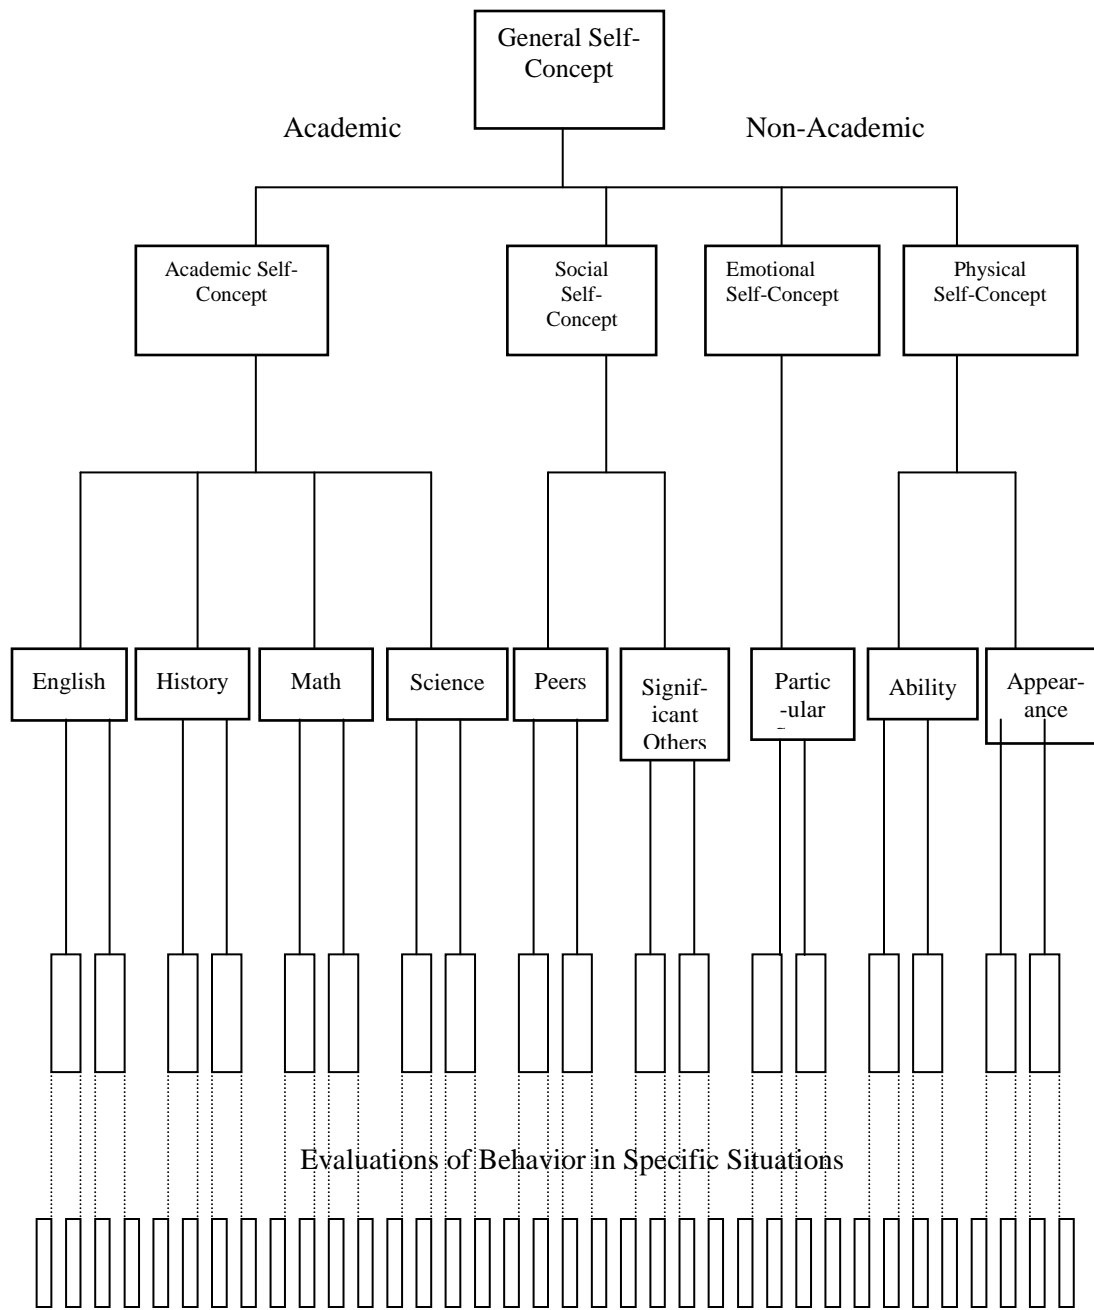 General Self-
Concept
Academic
Non-Academic
Academic Self-
Concept
Social
Self-
Concept
Emotional
Self-Concept
Physical
Self-Concept
English
History
Math
Science
Peers
Signif-
icant
Others
Partic
-ular
Ability
Appear-
ance
Evaluations of Behavior in Specific Situations